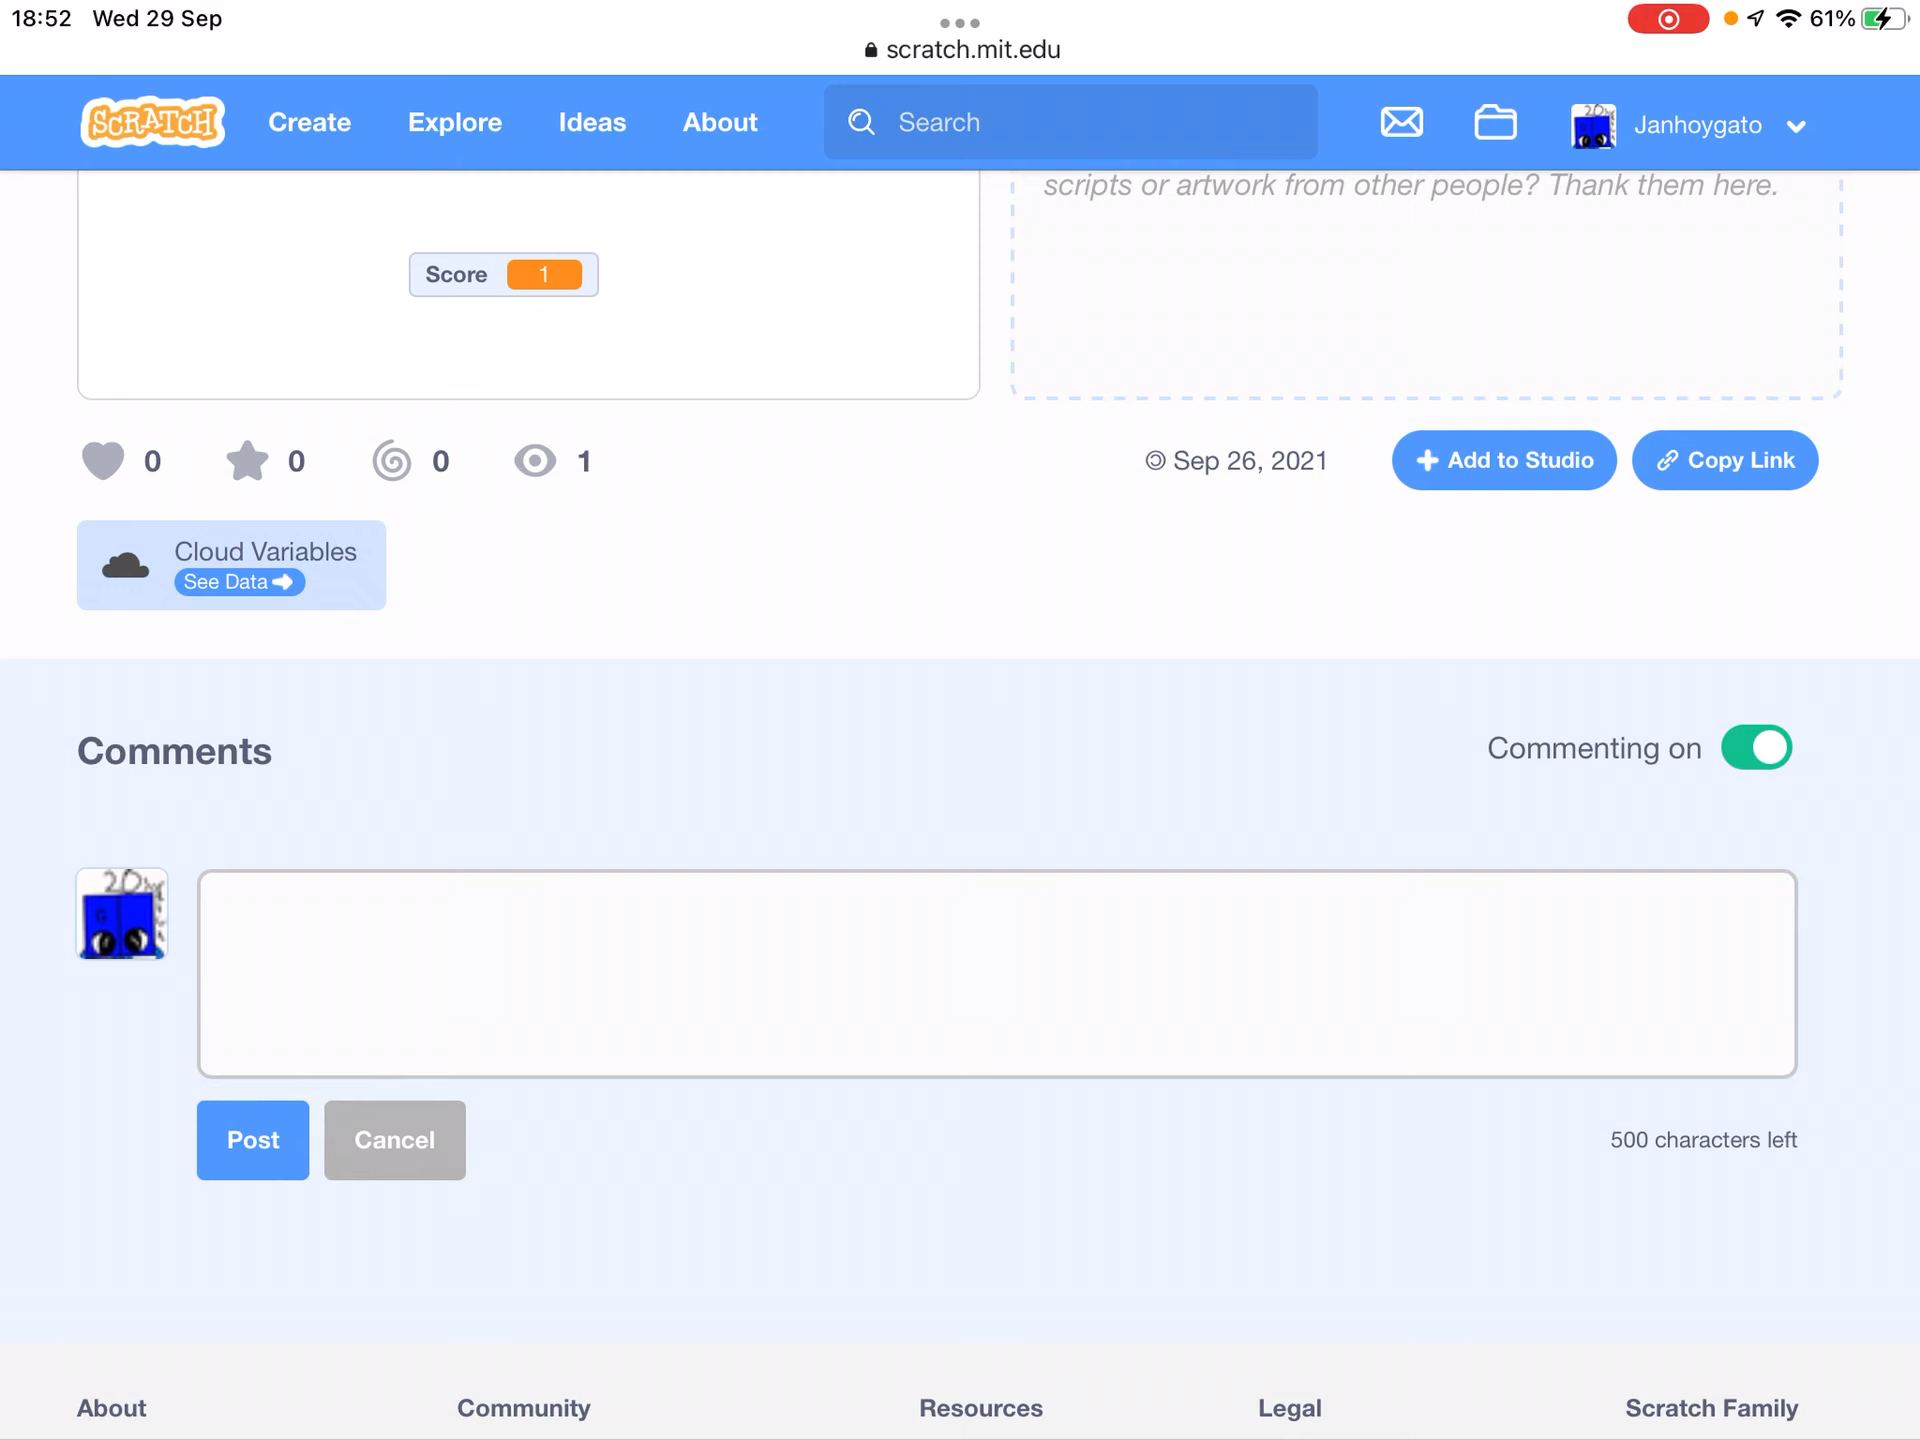 18:52 Wed 29 Sep
61%
scratch.mit.edu
SCRATCH Create Explore Ideas About Search Janhoygato
scripts or artwork from other people? Thank them here.
Score 1
0 0 0 1 Sep 26, 2021 Add to Studio Copy Link
Cloud Variables
See Data
Comments Commenting on
Post Cancel 500 characters left
About Community Resources Legal Scratch Family